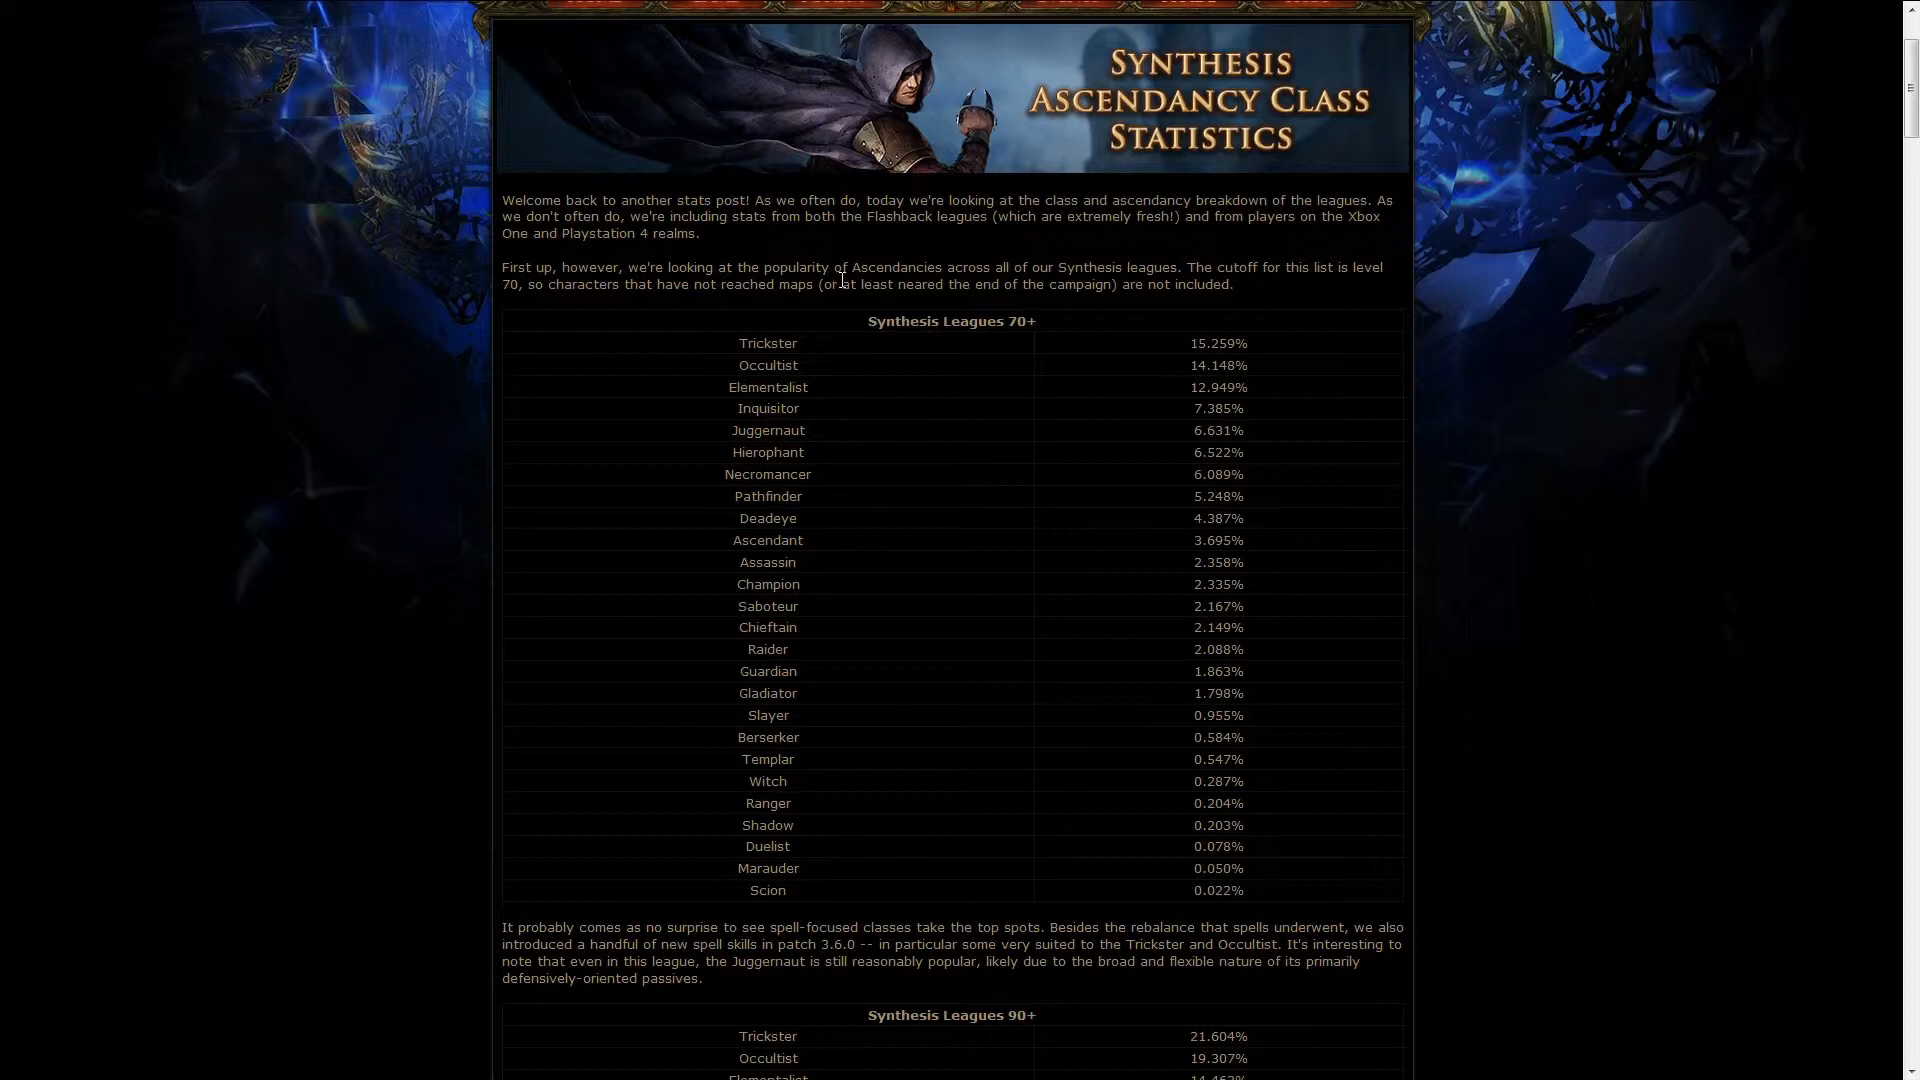 SYNTHESIS
ASCENDANCY CLASS
STATISTICS
Welcome back to another stats post! As we often do, today we're looking at the class and ascendancy breakdown of the leagues. As
we don't often do, we're including stats from both the Flashback leagues (which are extremely fresh!) and from players on the Xbox
One and Playstation 4 realms.
First up, however, we're looking at the popularity of Ascendancies across all of our Synthesis leagues. The cutoff for this list is level
70, so characters that have not reached maps (or at least neared the end of the campaign) are not included.
Synthesis Leagues 70+
Trickster 15.259%
Occultist 14.148%
Elementalist 12.949%
Inquisitor 7.385%
Juggernaut 6.631%
Hierophant 6.522%
Necromancer 6.089%
Pathfinder 5.248%
Deadeye 4.387%
Ascendant 3.695%
Assassin 2.358%
Champion 2.335%
Saboteur 2.167%
Chieftain 2.149%
Raider 2.088%
Guardian 1.863%
Gladiator 1.798%
Slayer 0.955%
Berserker 0.584%
Templar 0.547%
Witch 0.287%
Ranger 0.204%
Shadow 0.203%
Duelist 0.078%
Marauder 0.050%
Scion 0.022%
It probably comes as no surprise to see spell-focused classes take the top spots. Besides the rebalance that spells underwent, we also
introduced a handful of new spell skills in patch 3.6.0 -- in particular some very suited to the Trickster and Occultist. It's interesting to
note that even in this league, the Juggernaut is still reasonably popular, likely due to the broad and flexible nature of its primarily
defensively-oriented passives.
Synthesis Leagues 90+
Trickster 21.604%
Occultist 19.307%